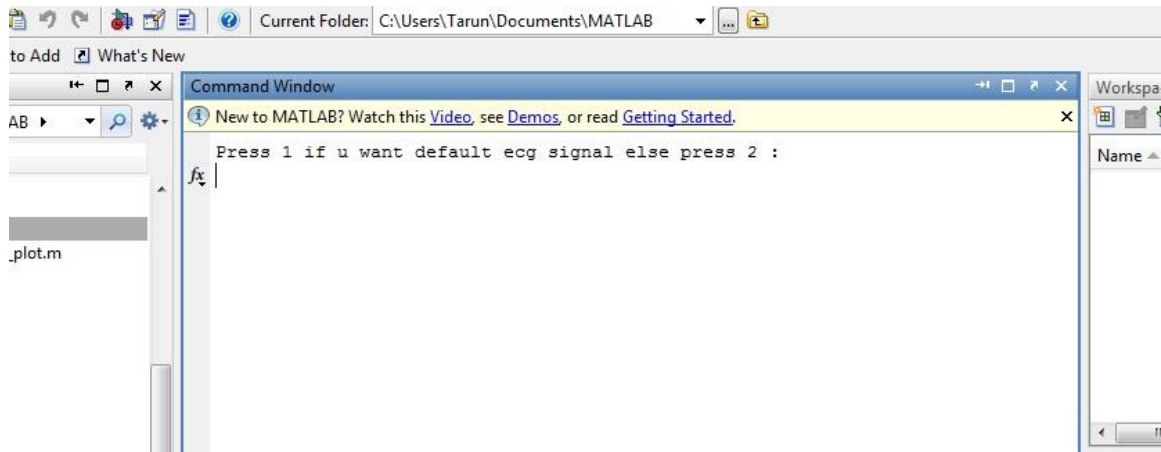 Current Folder: C:\Users\Tarun\Documents\MATLAB ...
to Add What's New
Command Window
Workspa
AB
New to MATLAB? Watch this Video, see Demos, or read Getting Started.
Press 1 if u want default ecg signal else press 2 :
Name
fx
_plot.m